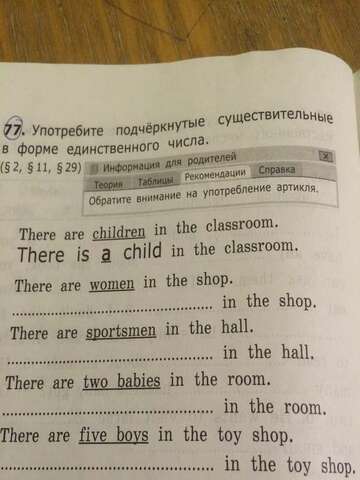 77. Употребите подчёркнутые существительные
в форме единственного числа.
(§ 2, § 11, § 29)
Информация для родителей
Теория Таблицы Рекомендации Справка
Обратите внимание на употребление артикля.
There are children in the classroom.
There is a child in the classroom.
There are women in the shop.
........................................ in the shop.
There are sportsmen in the hall.
........................................ in the hall.
There are two babies in the room.
........................................ in the room.
There are five boys in the toy shop.
........................................ in the toy shop.